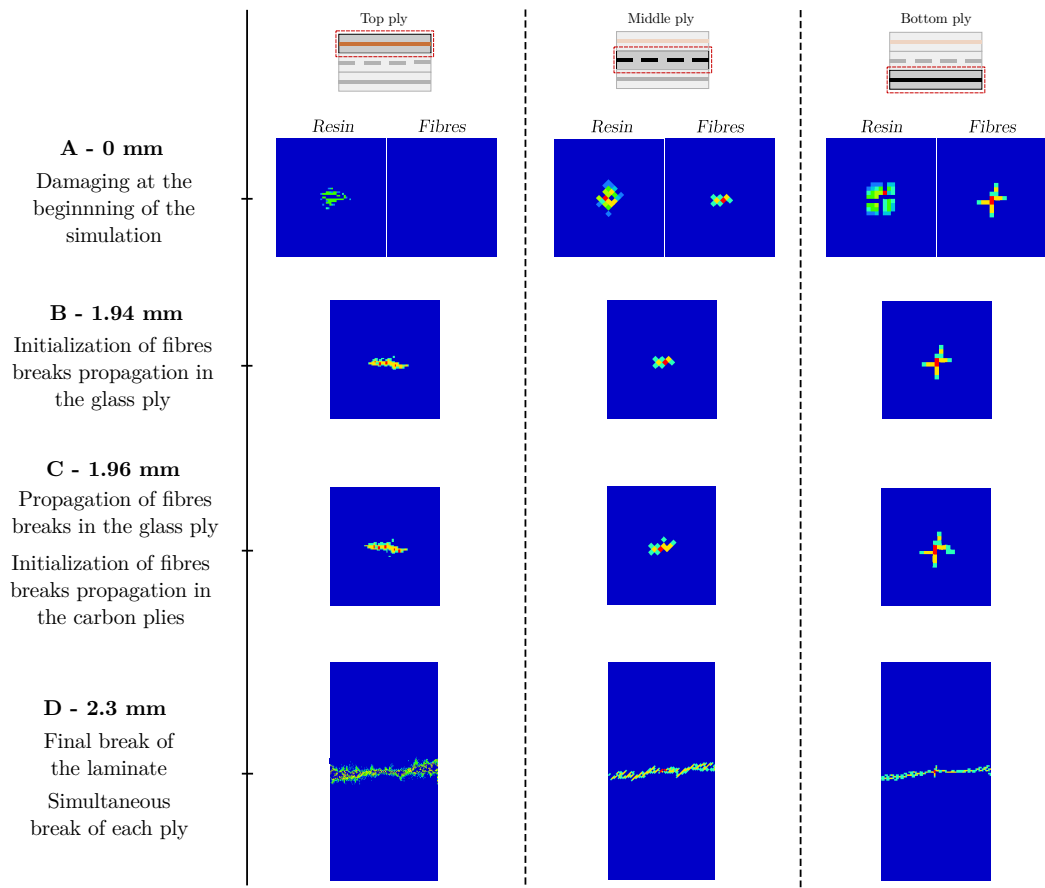 Top ply
Middle ply
Bottom ply
Resin
Fibres
Resin
Fibres
Resin
Fibres
A - 0 mm
Damaging at the
beginnning of the
simulation
B - 1.94 mm
Initialization of fibres
breaks propagation in
the glass ply
C - 1.96 mm
Propagation of fibres
breaks in the glass ply
Initialization of fibres
breaks propagation in
the carbon plies
D - 2.3 mm
Final break of
the laminate
Simultaneous
break of each ply